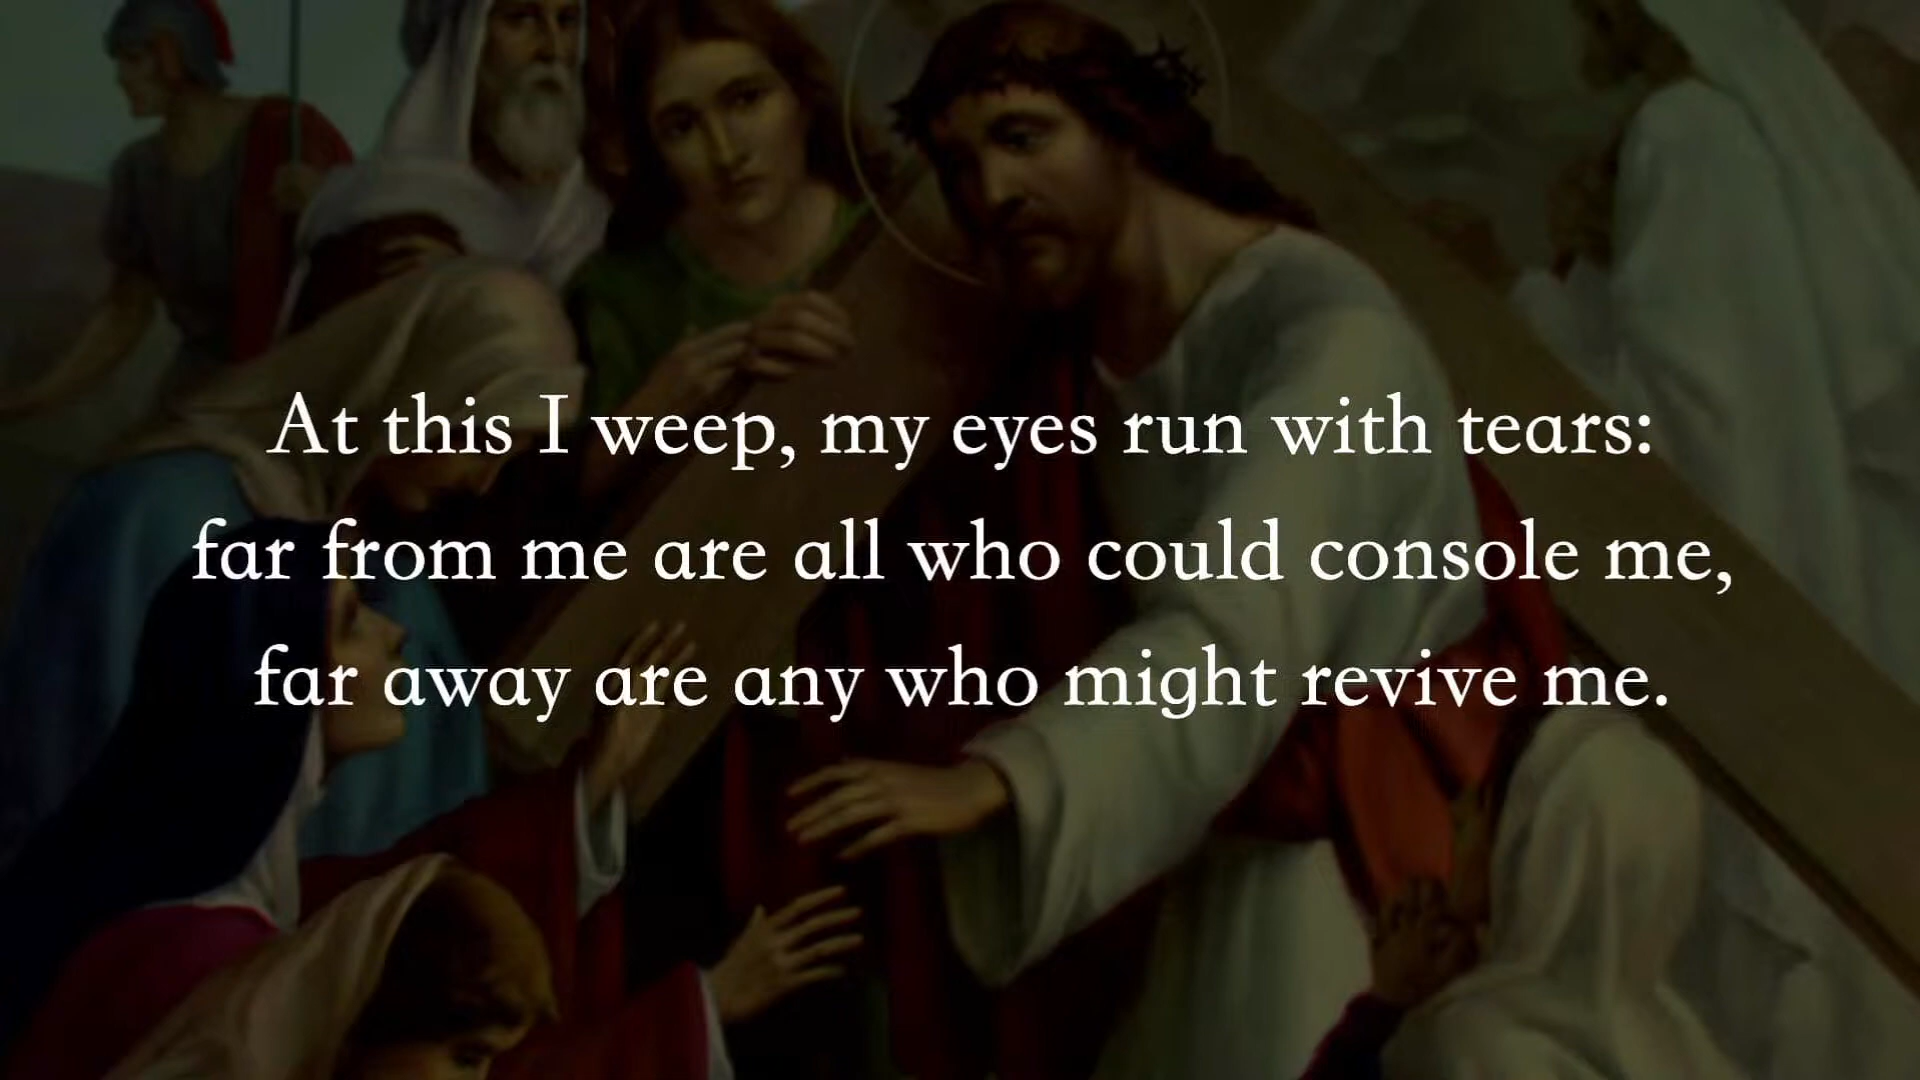 At this I weep, my eyes run with tears:
far from me are all who could console me,
far away are any who might revive me.